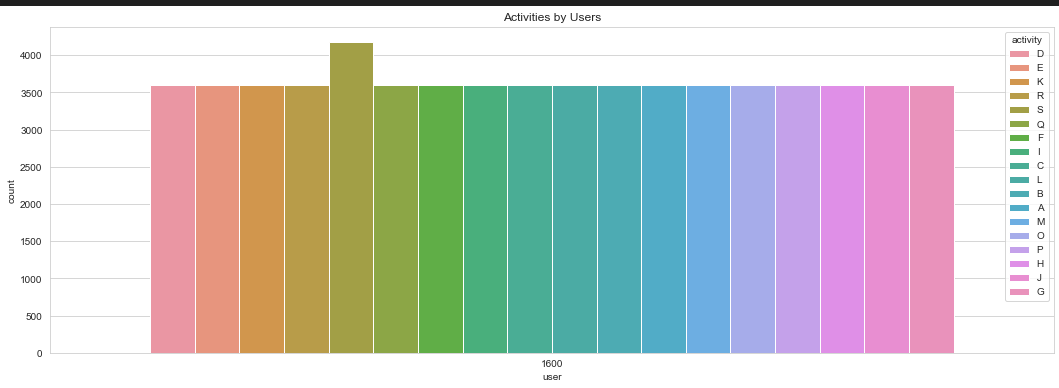 Activities by Users
4000
3500
3000
2500
2000
1500
1000
500
0
count
1600
user
activity
D
E
K
R
S
Q
F
I
C
L
B
A
M
O
P
H
J
G